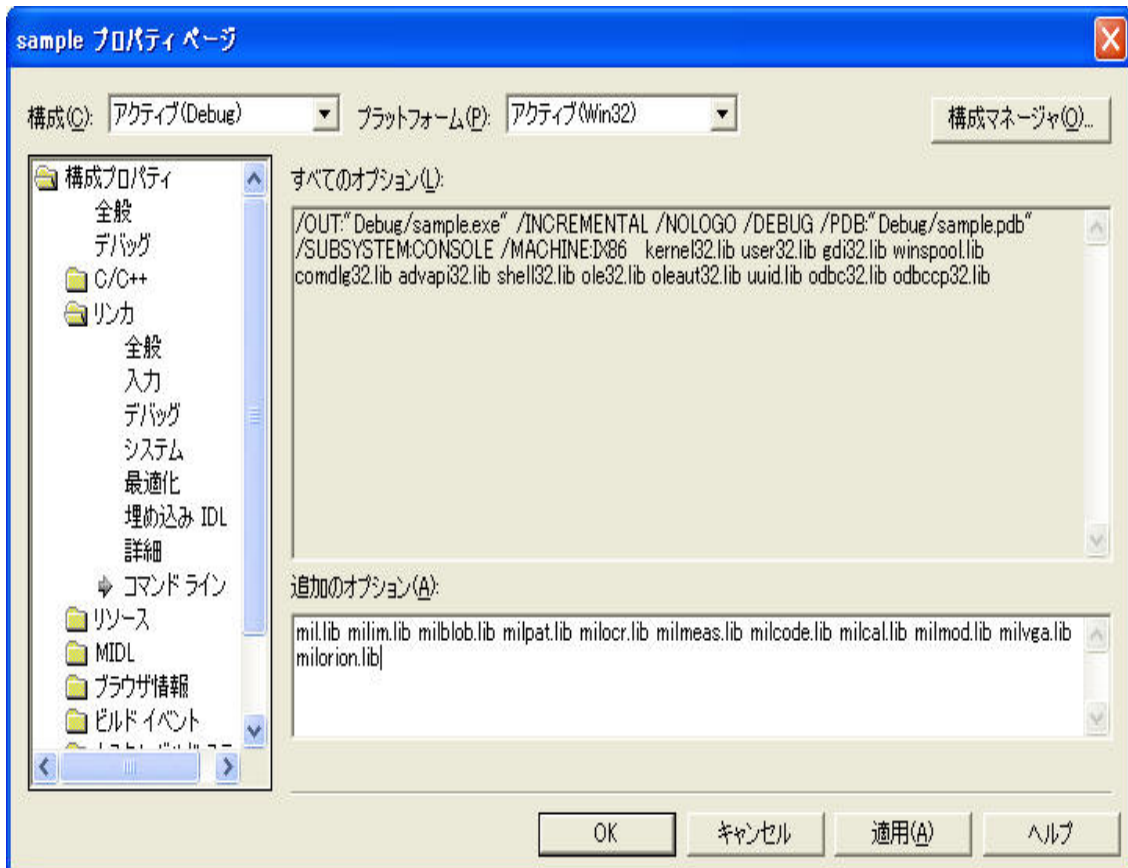 sample プロパティ ページ
構成(C): アクティブ(Debug) プラットフォーム(P): アクティブ(Win32) 構成マネージャ(O)...
構成プロパティ
全般
デバッグ
C/C++
リンカ
全般
入力
デバッグ
システム
最適化
埋め込み IDL
詳細
コマンド ライン
リソース
MIDL
ブラウザ情報
ビルド イベント
すべてのオプション(L):
/OUT:"Debug/sample.exe" /INCREMENTAL /NOLOGO /DEBUG /PDB:"Debug/sample.pdb"
/SUBSYSTEM:CONSOLE /MACHINE:IX86 kernel32.lib user32.lib gdi32.lib winspool.lib
comdlg32.lib advapi32.lib shell32.lib ole32.lib oleaut32.lib uuid.lib odbc32.lib odbccp32.lib
追加のオプション(A):
mil.lib milim.lib milblob.lib milpat.lib milocr.lib milmeas.lib milcode.lib milcal.lib milmod.lib milvga.lib
milorion.lib
OK キャンセル 適用(A) ヘルプ